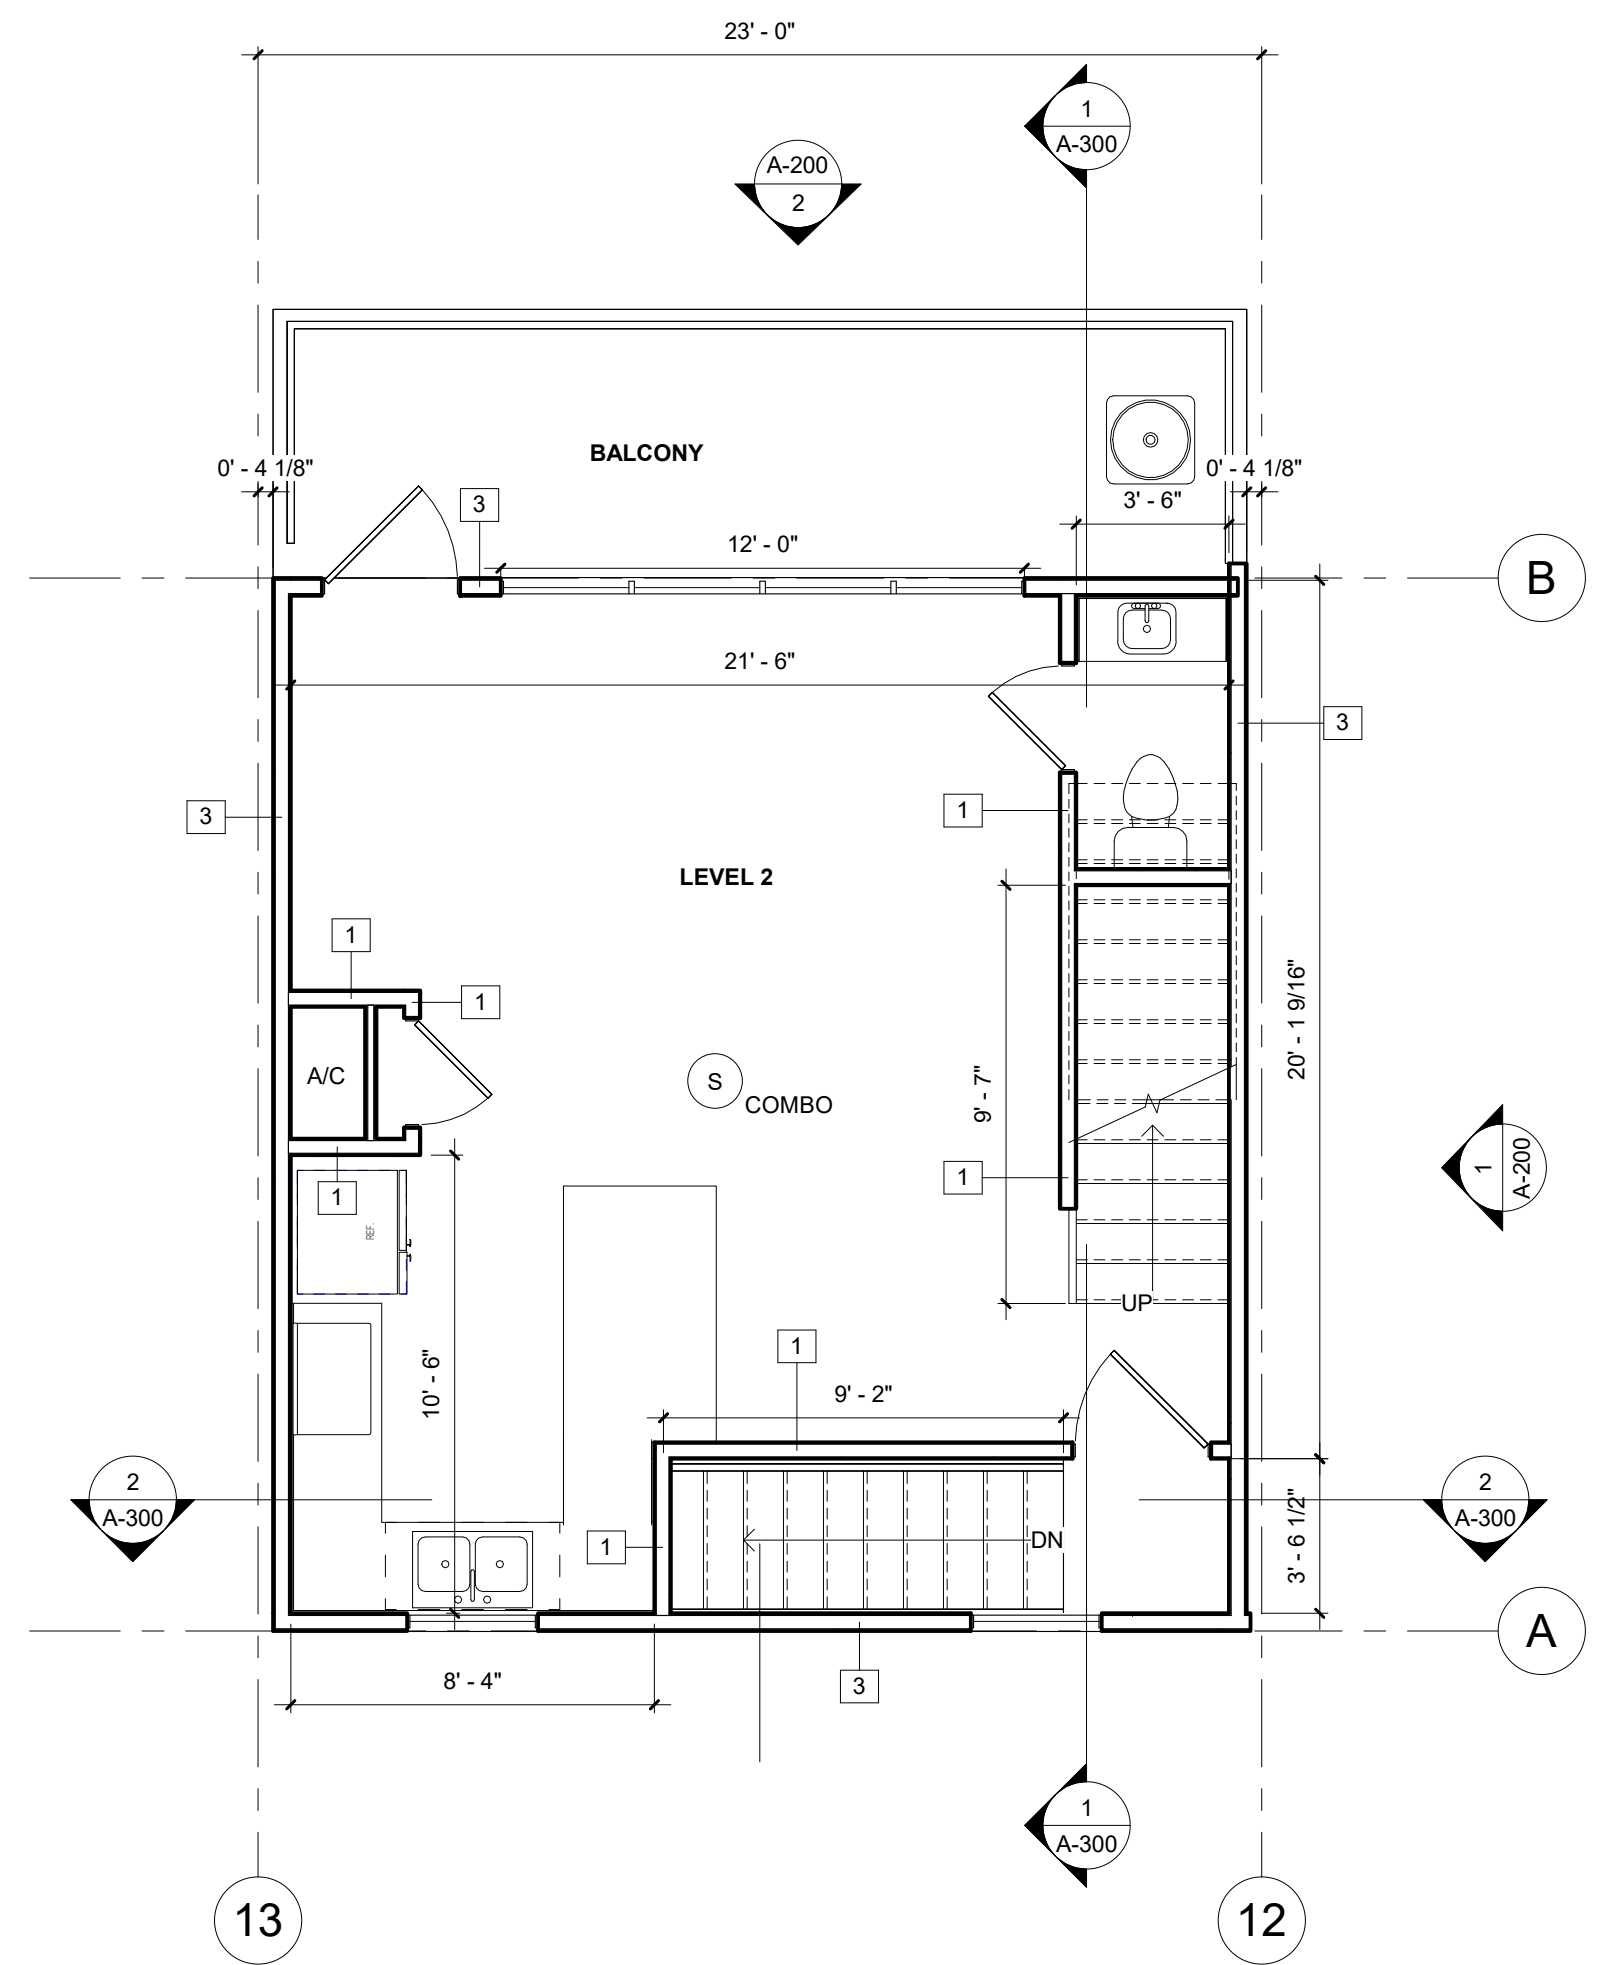 23' - 0"
1
A-300
A-200
2
BALCONY
0' - 4 1/8"
0' - 4 1/8"
3' - 6"
3
12' - 0"
B
21' - 6"
3
1
3
LEVEL 2
1
1
20' - 1 9/16"
A/C
S
COMBO
9' - 7"
1
A-200
1
1
REF.
UP
1
10' - 6"
9' - 2"
2
A-300
2
A-300
1
DN
3' - 6 1/2"
A
8' - 4"
3
1
A-300
13
12